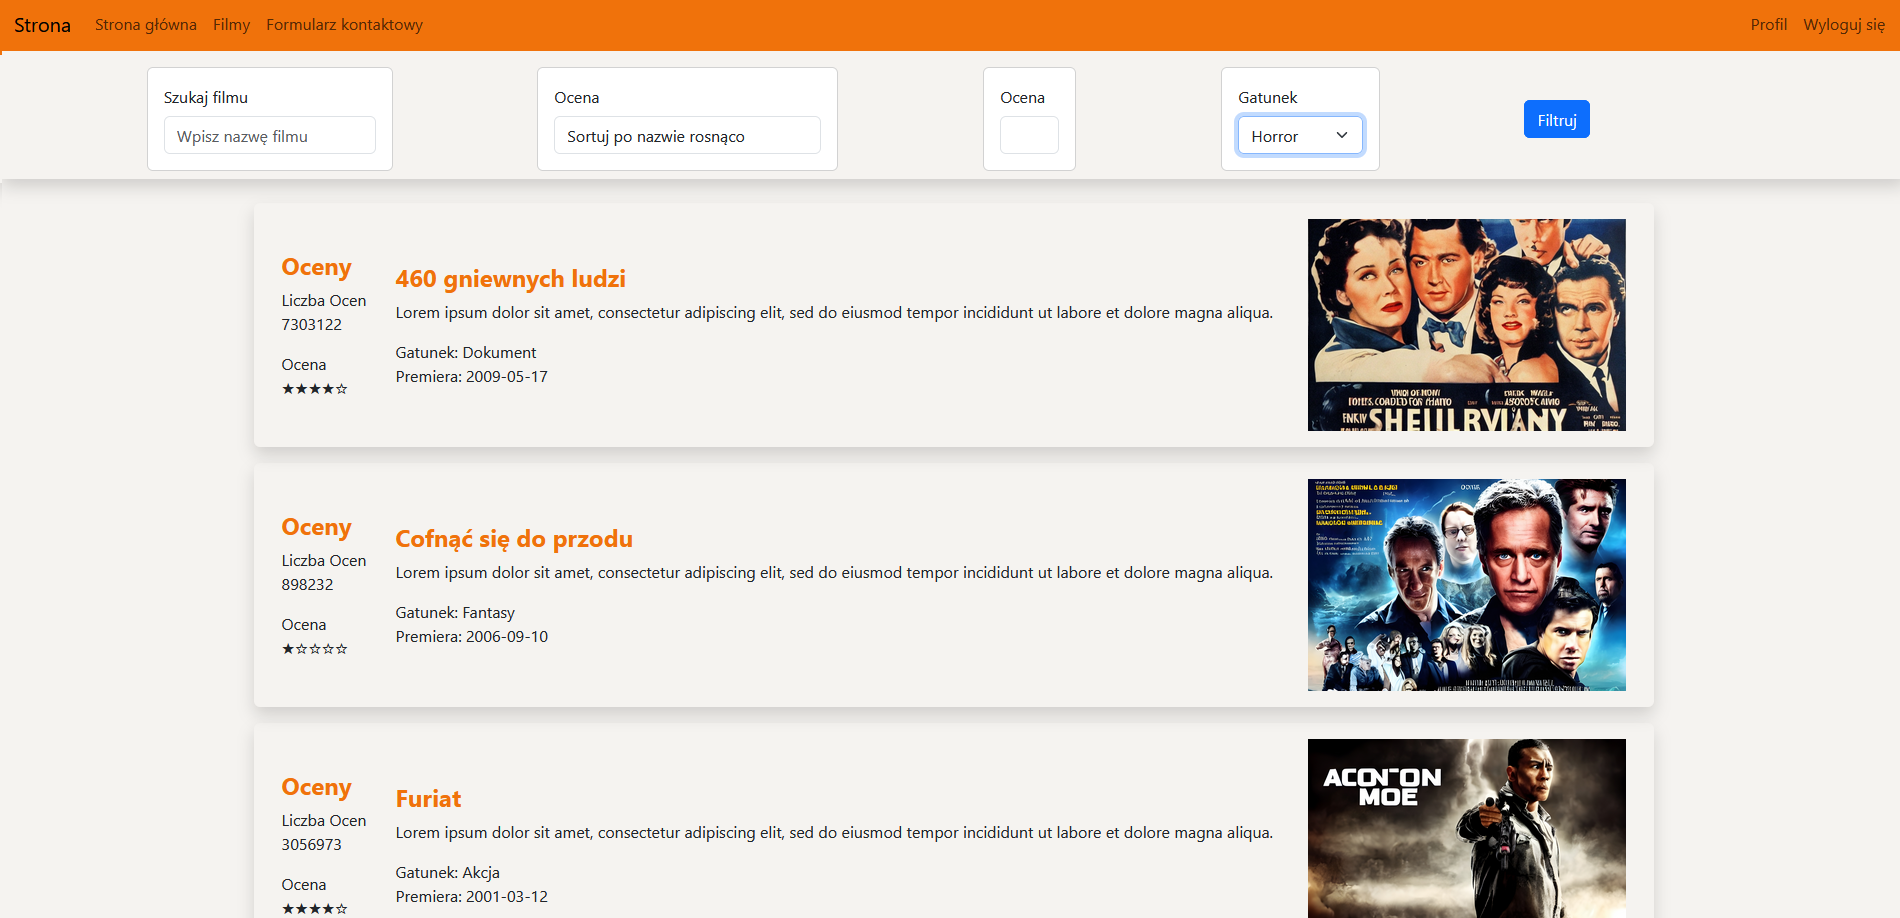 Strona Strona główna Filmy Formularz kontaktowy Profil Wyloguj się
Szukaj filmu
Wpisz nazwę filmu
Ocena
Sortuj po nazwie rosnąco
Ocena
Gatunek
Horror
Filtruj
Oceny
Liczba Ocen
7303122
Ocena
★★★★☆
460 gniewnych ludzi
Lorem ipsum dolor sit amet, consectetur adipiscing elit, sed do eiusmod tempor incididunt ut labore et dolore magna aliqua.
Gatunek: Dokument
Premiera: 2009-05-17
Oceny
Liczba Ocen
898232
Ocena
★☆☆☆☆
Cofnąć się do przodu
Lorem ipsum dolor sit amet, consectetur adipiscing elit, sed do eiusmod tempor incididunt ut labore et dolore magna aliqua.
Gatunek: Fantasy
Premiera: 2006-09-10
Oceny
Liczba Ocen
3056973
Ocena
★★★★☆
Furiat
Lorem ipsum dolor sit amet, consectetur adipiscing elit, sed do eiusmod tempor incididunt ut labore et dolore magna aliqua.
Gatunek: Akcja
Premiera: 2001-03-12
ACON-ON
MOE